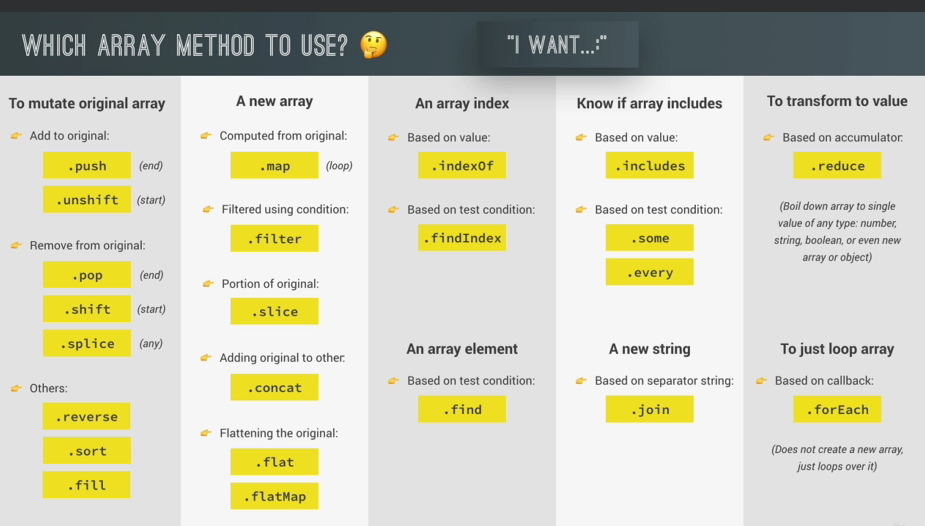 WHICH ARRAY METHOD TO USE? 🤔
"I WANT...:"
To mutate original array
👉 Add to original:
.push (end)
.unshift (start)
👉 Remove from original:
.pop (end)
.shift (start)
.splice (any)
👉 Others:
.reverse
.sort
.fill
A new array
👉 Computed from original:
.map (loop)
👉 Filtered using condition:
.filter
👉 Portion of original:
.slice
👉 Adding original to other:
.concat
👉 Flattening the original:
.flat
.flatMap
An array index
👉 Based on value:
.indexOf
👉 Based on test condition:
.findIndex
An array element
👉 Based on test condition:
.find
Know if array includes
👉 Based on value:
.includes
👉 Based on test condition:
.some
.every
A new string
👉 Based on separator string:
.join
To transform to value
👉 Based on accumulator:
.reduce
(Boil down array to single
value of any type: number,
string, boolean, or even new
array or object)
To just loop array
👉 Based on callback:
.forEach
(Does not create a new array,
just loops over it)